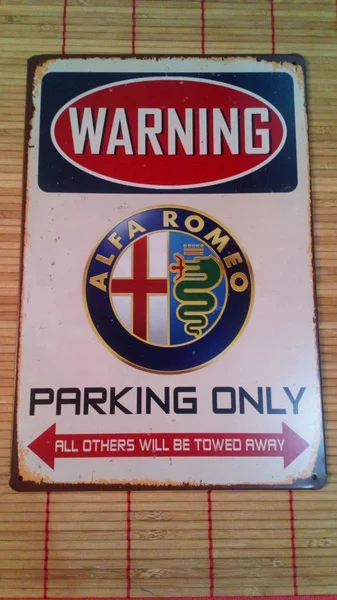 WARNING
ALFA ROMEO
PARKING ONLY
ALL OTHERS WILL BE TOWED AWAY